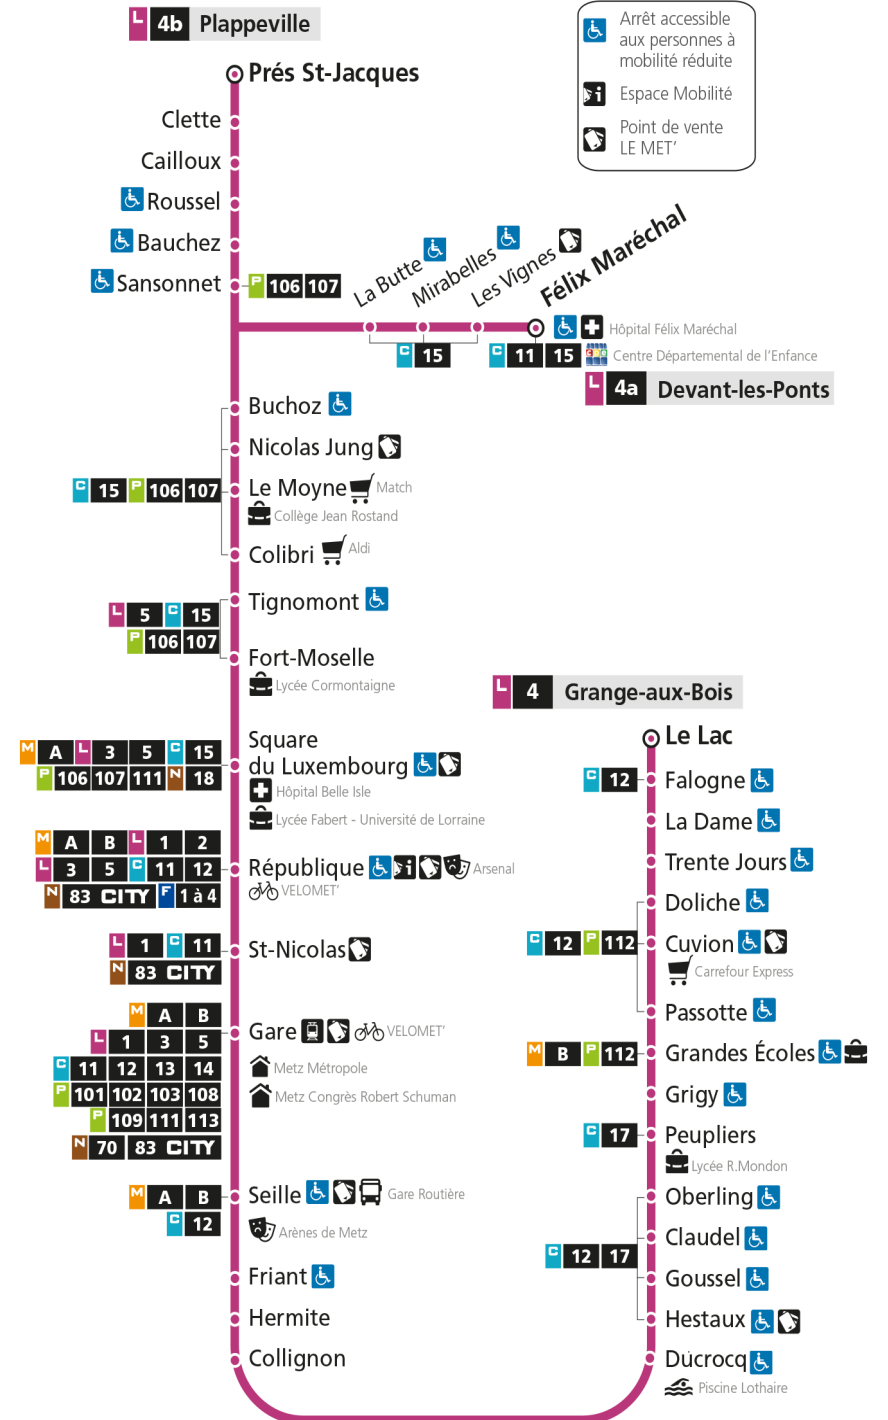 L 4b Plappeville
Arrêt accessible
aux personnes à
mobilité réduite
Espace Mobilité
Point de vente
LE MET'
Prés St-Jacques
Clette
Cailloux
Roussel
Bauchez
Sansonnet P 106 107
La Butte
Mirabelles
Les Vignes
Félix Maréchal
Hôpital Félix Maréchal
C 15
C 11 15
Centre Départemental de l'Enfance
L 4a Devant-les-Ponts
Buchoz
Nicolas Jung
C 15 P 106 107
Le Moyne Match
Collège Jean Rostand
Colibri Aldi
Tignomont
L 5 C 15
P 106 107
Fort-Moselle
Lycée Cormontaigne
Square
du Luxembourg
M A L 3 5 C 15
P 106 107 111 N 18
Hôpital Belle Isle
Lycée Fabert - Université de Lorraine
M A B L 1 2
L 3 5 C 11 12
N 83 CITY F 1 à 4
République Arsenal
VELOMET'
L 1 C 11
N 83 CITY
St-Nicolas
M A B
L 1 3 5
C 11 12 13 14
P 101 102 103 108
P 109 111 113
N 70 83 CITY
Gare VELOMET'
Metz Métropole
Metz Congrès Robert Schuman
M A B
C 12
Seille Gare Routière
Arènes de Metz
Friant
Hermite
Collignon
L 4 Grange-aux-Bois
Le Lac
C 12 Falogne
La Dame
Trente Jours
Doliche
C 12 P 112 Cuvion
Carrefour Express
Passotte
M B P 112 Grandes Écoles
Grigy
C 17 Peupliers
Lycée R.Mondon
Oberling
Claudel
C 12 17
Goussel
Hestaux
Ducrocq
Piscine Lothaire